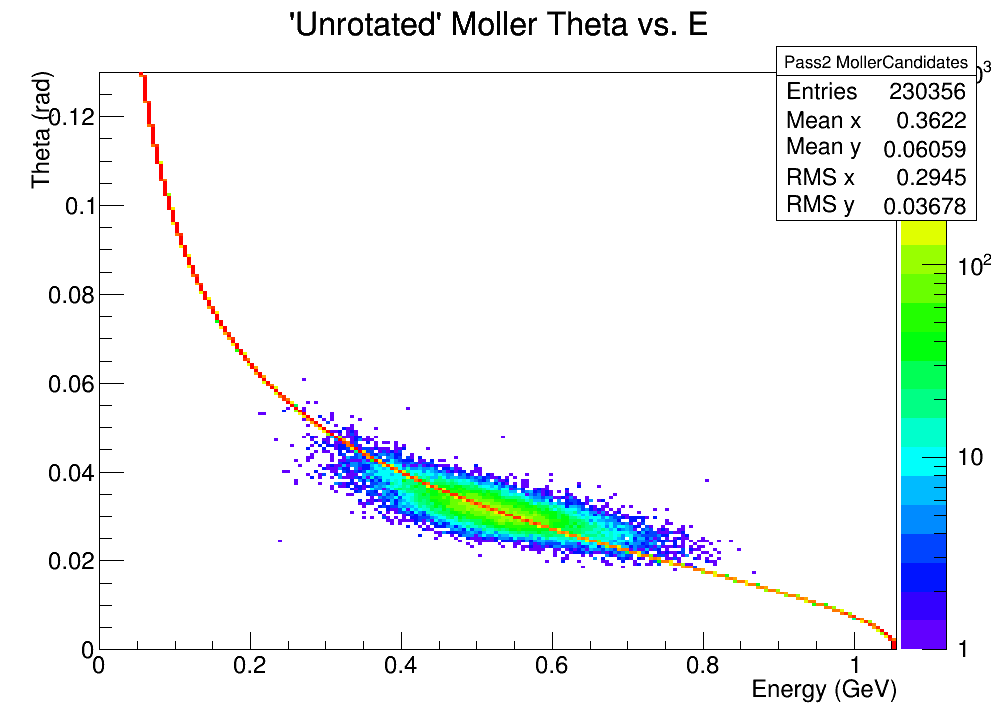 'Unrotated' Moller Theta vs. E
Theta (rad)
Pass2 MollerCandidates
Entries 230356
Mean x 0.3622
Mean y 0.06059
RMS x 0.2945
RMS y 0.03678
0.12
0.1
0.08
0.06
0.04
0.02
0
0 0.2 0.4 0.6 0.8 1
Energy (GeV)
10²
10
1